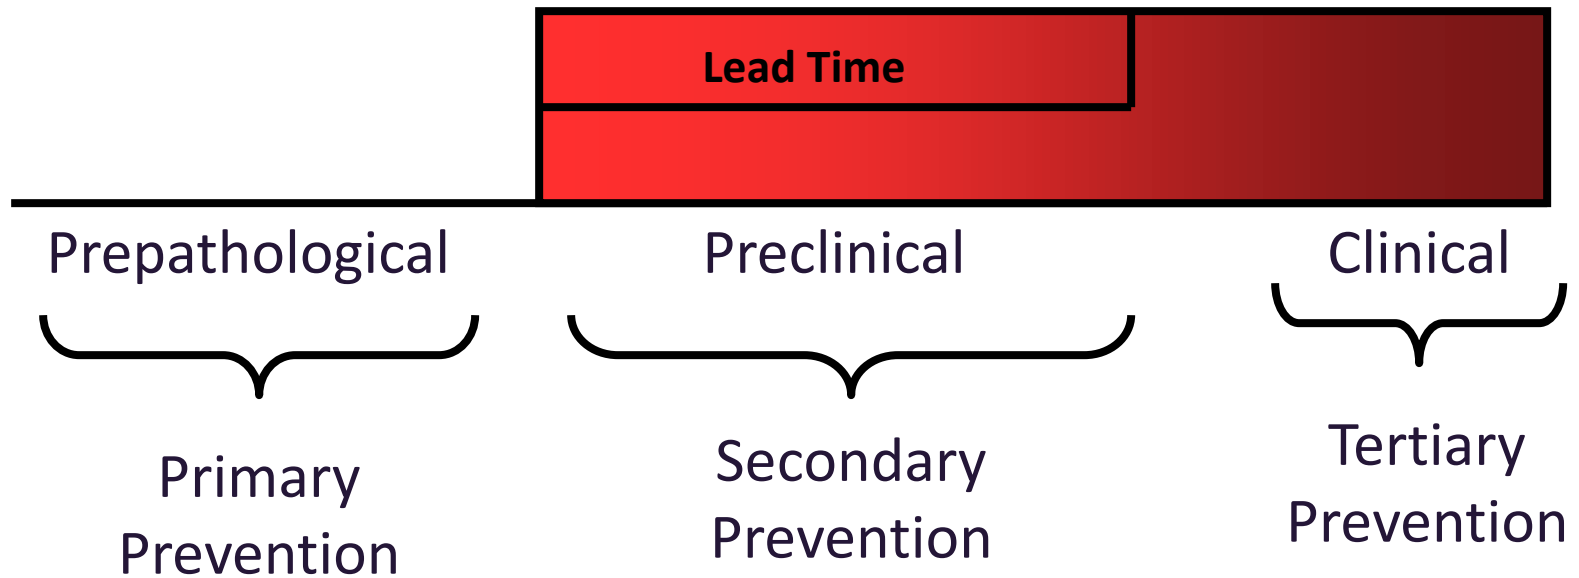 Lead Time
Prepathological
Preclinical
Clinical
Primary
Prevention
Secondary
Prevention
Tertiary
Prevention